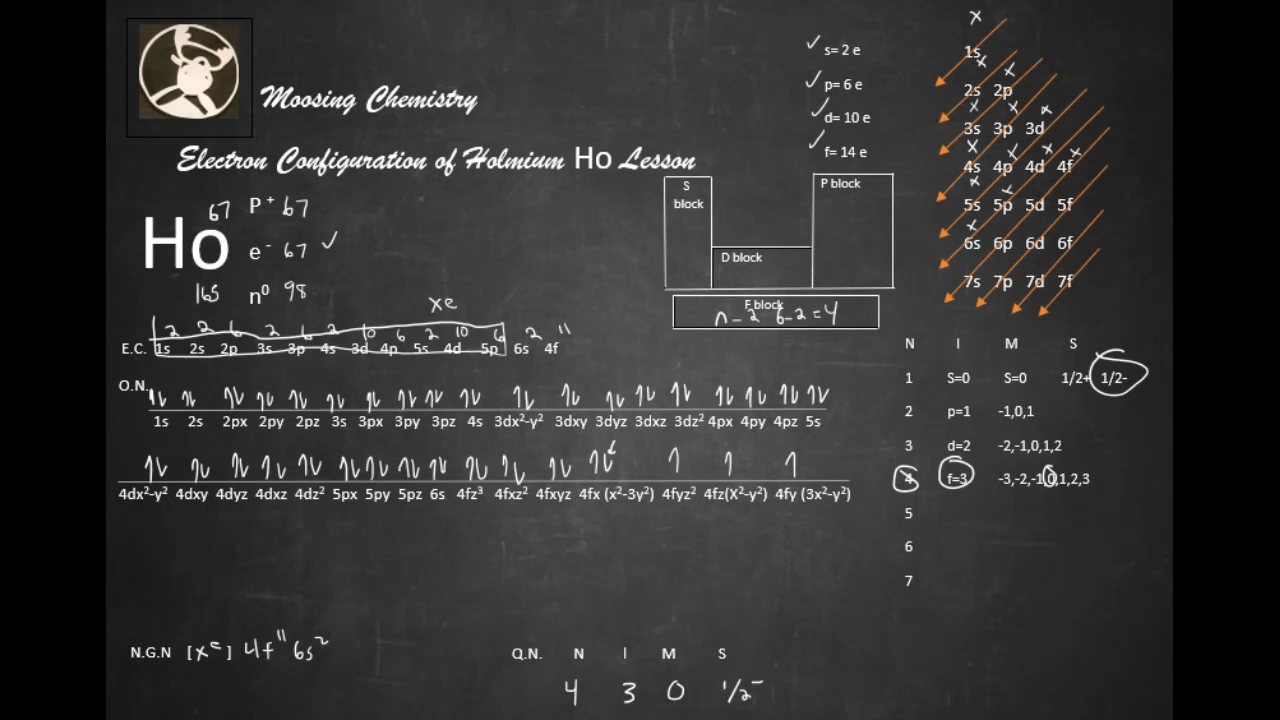 Moosing Chemistry
Electron Configuration of Holmium Ho Lesson
s= 2 e
p= 6 e
d= 10 e
f= 14 e
1s
2s 2p
3s 3p 3d
4s 4p 4d 4f
5s 5p 5d 5f
6s 6p 6d 6f
7s 7p 7d 7f
Ho 67 165
P+ 67
e- 67
n⁰ 98
S block
D block
P block
F block
n-2 6-2=4
xe
2 2 6 2 6 2 10 6 2 10 6 2 11
E.C. 1s 2s 2p 3s 3p 4s 3d 4p 5s 4d 5p 6s 4f
O.N.
1s 2s 2px 2py 2pz 3s 3px 3py 3pz 4s 3dx²-y² 3dxy 3dyz 3dxz 3dz² 4px 4py 4pz 5s
4dx²-y² 4dxy 4dyz 4dxz 4dz² 5px 5py 5pz 6s 4fz³ 4fxz² 4fxyz 4fx (x²-3y²) 4fyz² 4fz(X²-y²) 4fy (3x²-y²)
N l M S
1 S=0 S=0 1/2+ 1/2-
2 p=1 -1,0,1
3 d=2 -2,-1,0,1,2
4 f=3 -3,-2,-1,0,1,2,3
5
6
7
N.G.N [xe] 4f¹¹ 6s²
Q.N. N l M S
4 3 0 1/2-